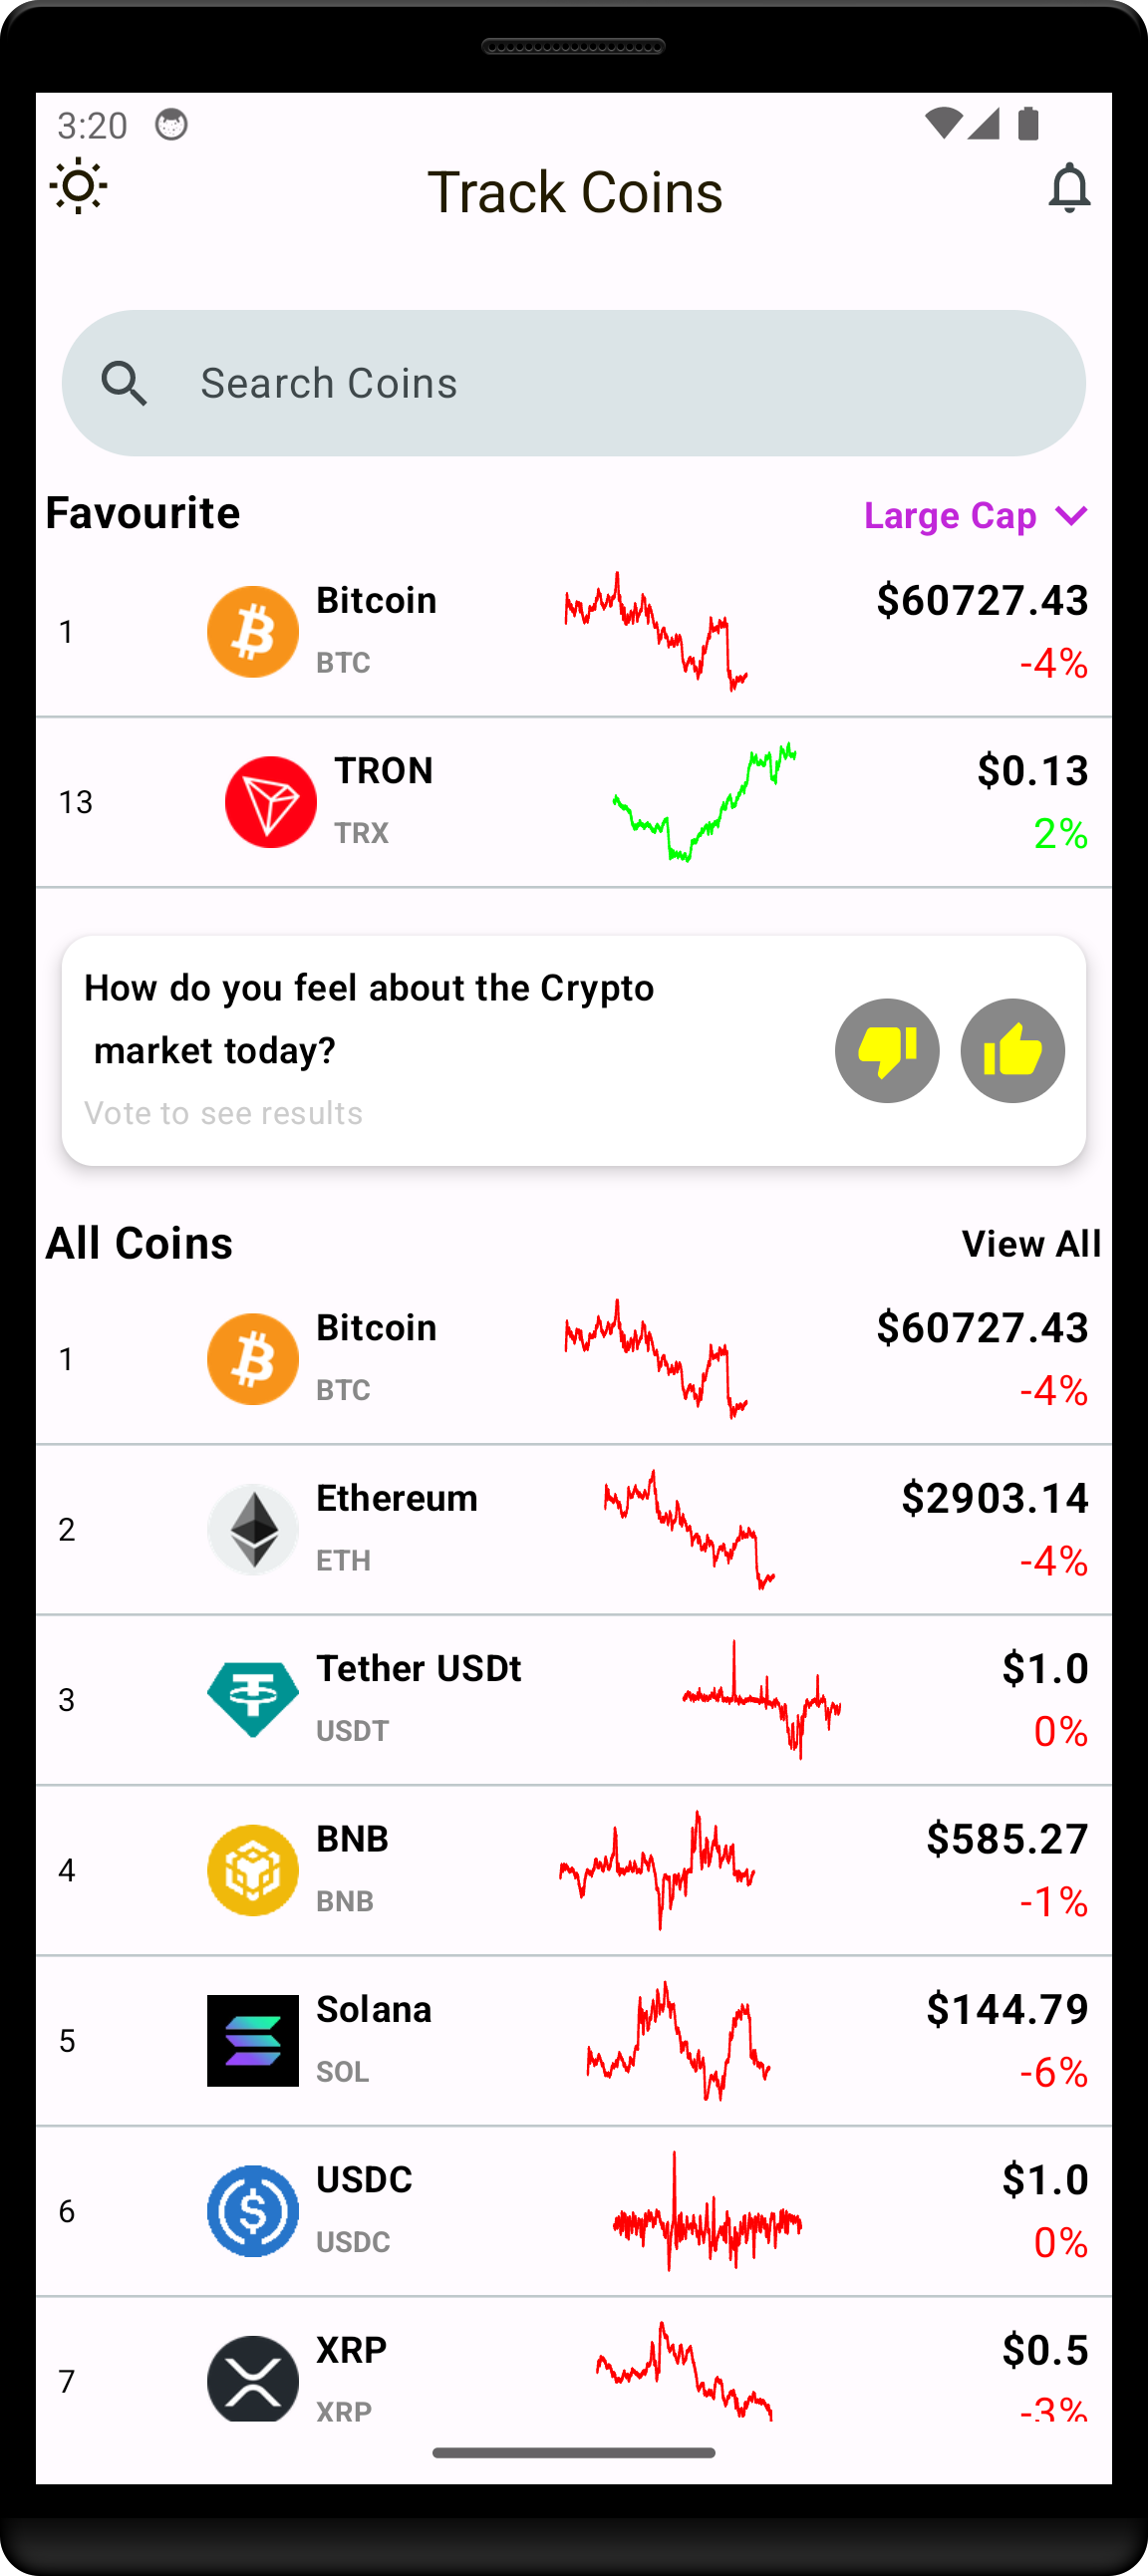 3:20
Track Coins
Search Coins
Favourite
Large Cap
1
Bitcoin
BTC
$60727.43
-4%
13
TRON
TRX
$0.13
2%
How do you feel about the Crypto
market today?
Vote to see results
All Coins
View All
1
Bitcoin
BTC
$60727.43
-4%
2
Ethereum
ETH
$2903.14
-4%
3
Tether USDt
USDT
$1.0
0%
4
BNB
BNB
$585.27
-1%
5
Solana
SOL
$144.79
-6%
6
USDC
USDC
$1.0
0%
7
XRP
XRP
$0.5
-3%